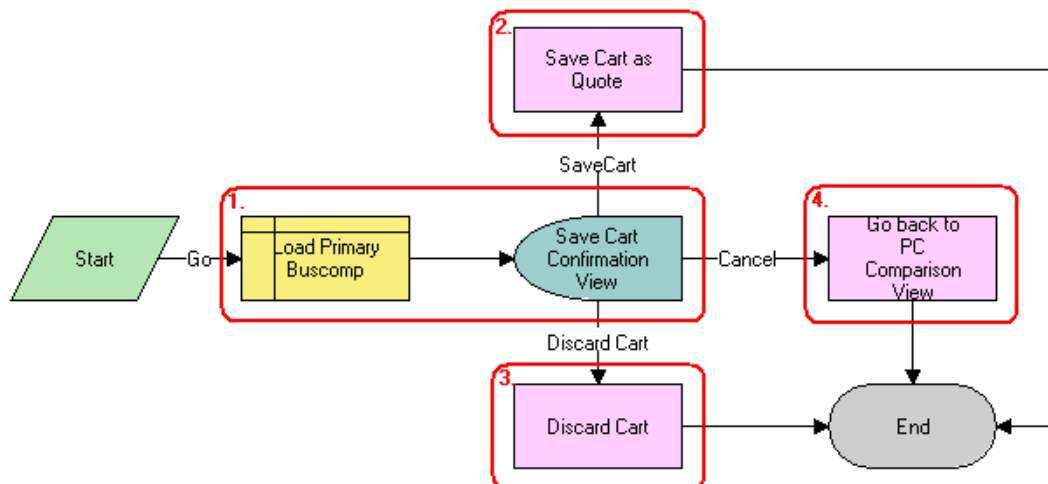 2.
Save Cart as
Quote
SaveCart
1.
4.
Start
Go
Load Primary
Buscomp
Save Cart
Confirmation
View
Cancel
Go back to
PC
Comparison
View
Discard Cart
3.
Discard Cart
End